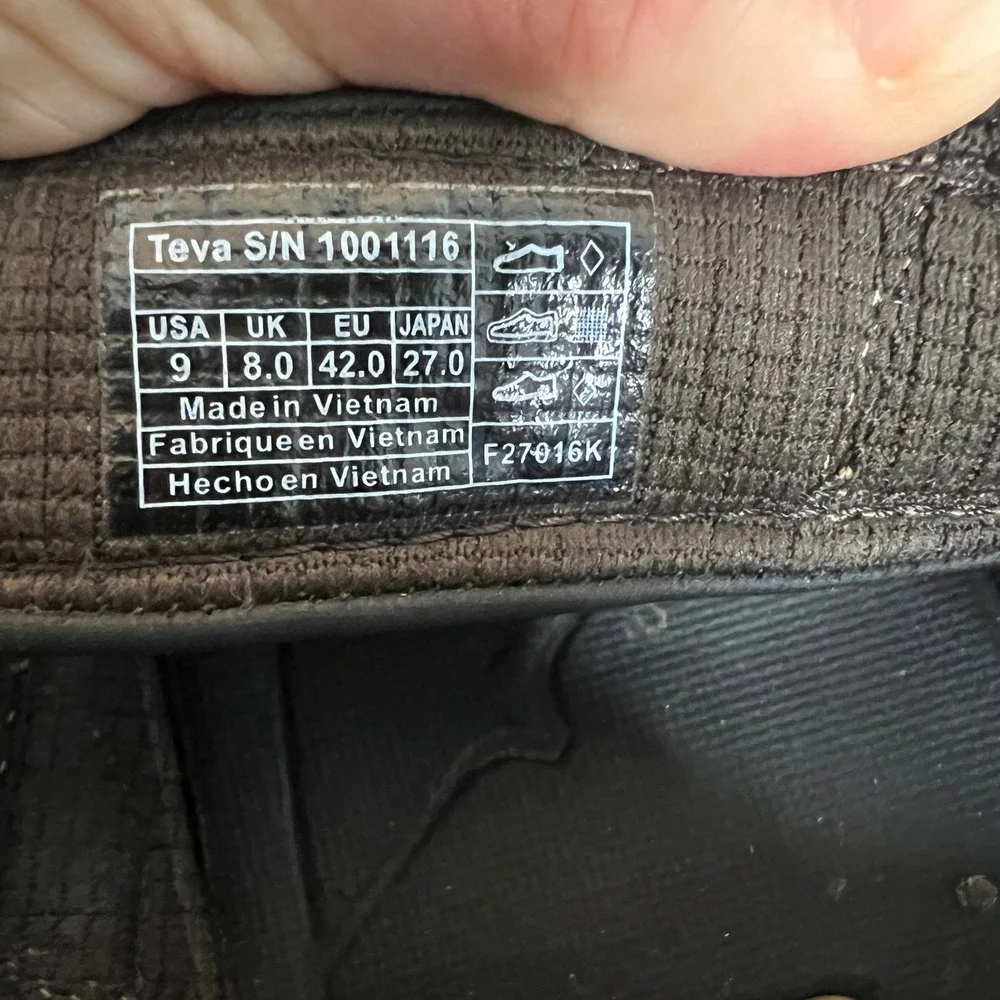 Teva S/N 1001116
USA UK EU JAPAN
9 8.0 42.0 27.0
Made in Vietnam
Fabrique en Vietnam
Hecho en Vietnam
F27016K